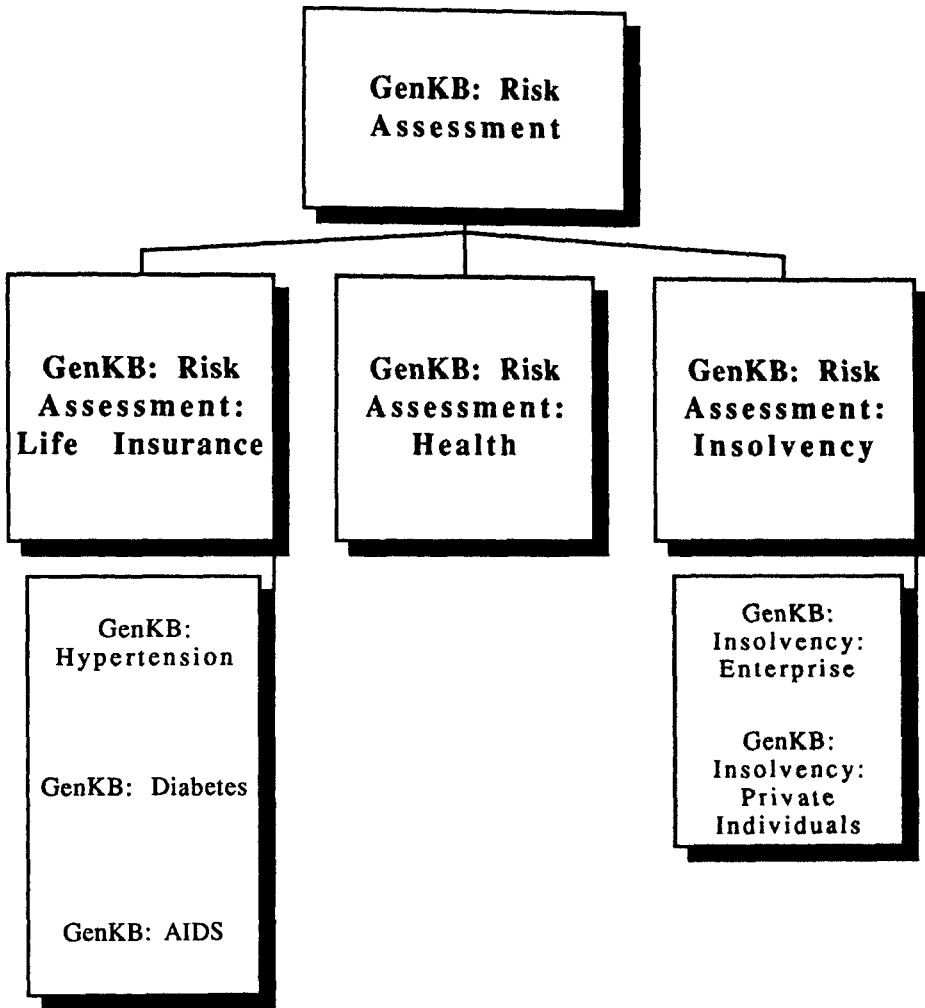 GenKB: Risk
Assessment
GenKB: Risk
Assessment:
Life Insurance
GenKB: Risk
Assessment:
Health
GenKB: Risk
Assessment:
Insolvency
GenKB:
Hypertension
GenKB: Diabetes
GenKB: AIDS
GenKB:
Insolvency:
Enterprise
GenKB:
Insolvency:
Private
Individuals